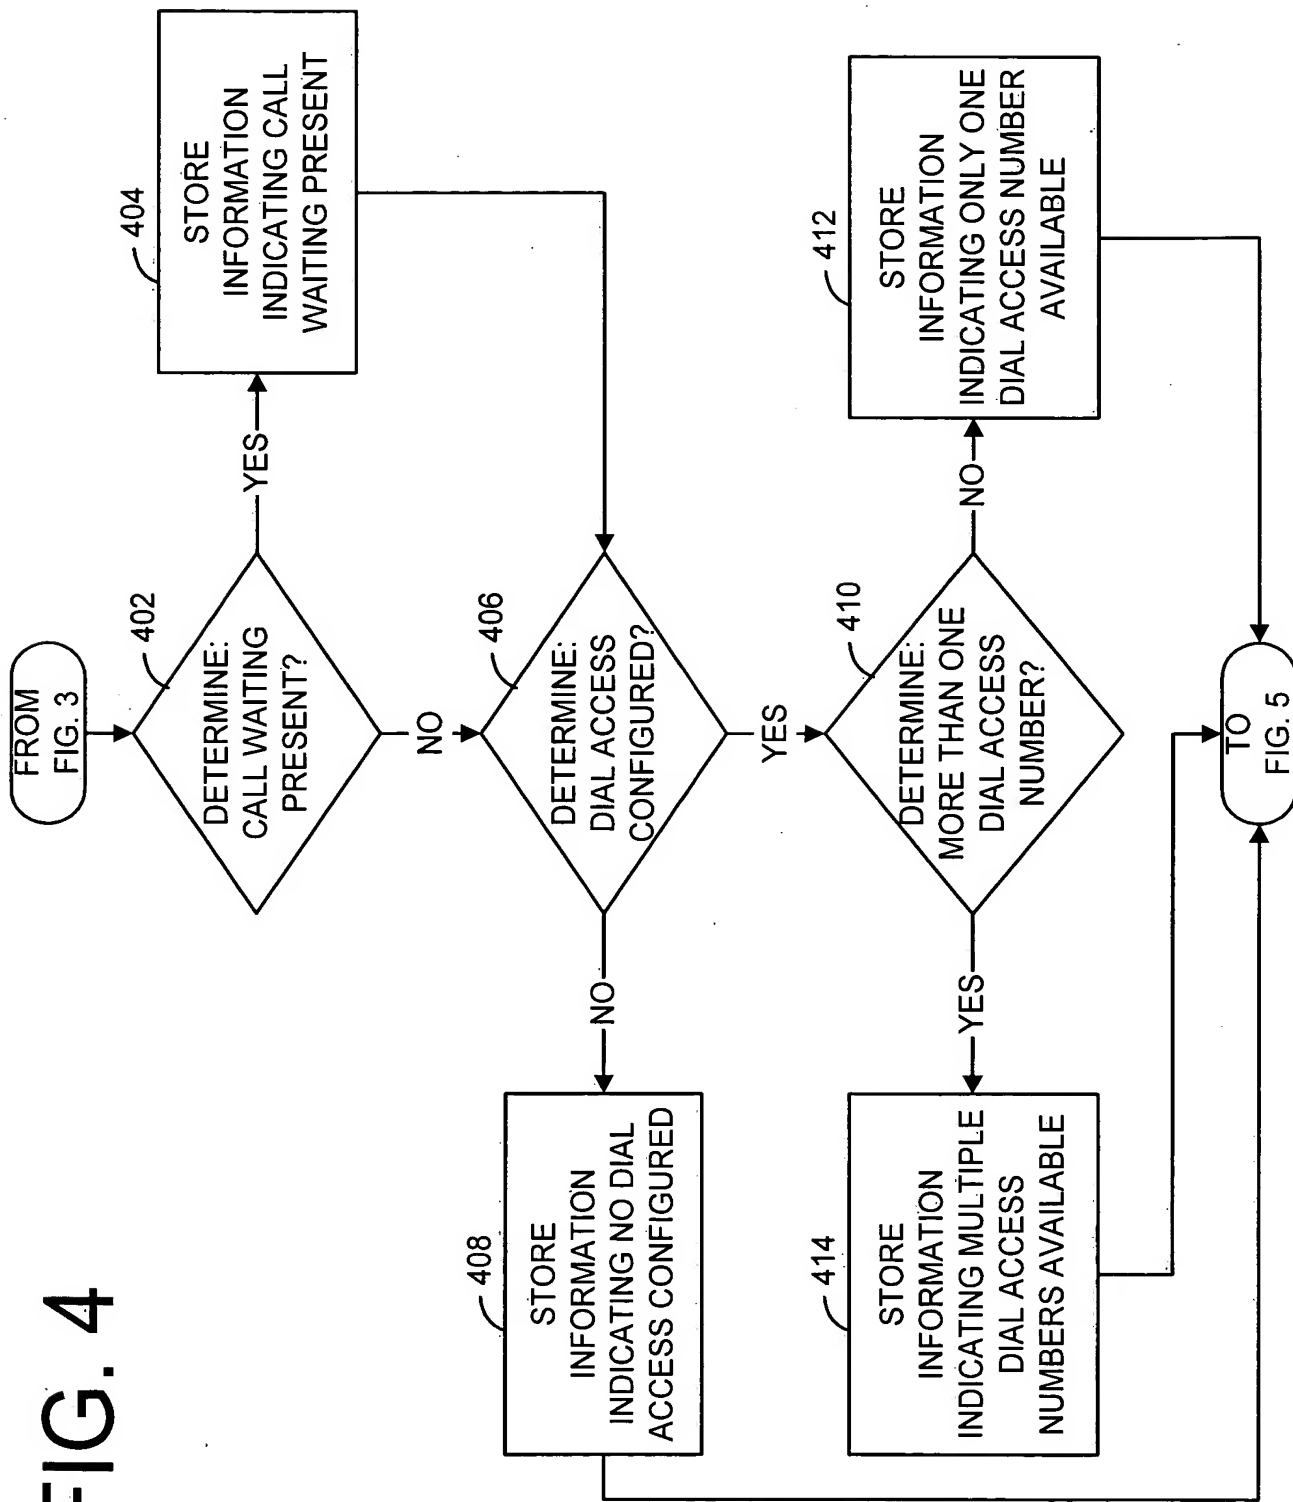 FIG. 4
FROM
FIG. 3
402
DETERMINE:
CALL WAITING
PRESENT?
YES
404
STORE
INFORMATION
INDICATING CALL
WAITING PRESENT
NO
406
DETERMINE:
DIAL ACCESS
CONFIGURED?
NO
408
STORE
INFORMATION
INDICATING NO DIAL
ACCESS CONFIGURED
YES
410
DETERMINE:
MORE THAN ONE
DIAL ACCESS
NUMBER?
NO
412
STORE
INFORMATION
INDICATING ONLY ONE
DIAL ACCESS NUMBER
AVAILABLE
YES
414
STORE
INFORMATION
INDICATING MULTIPLE
DIAL ACCESS
NUMBERS AVAILABLE
TO
FIG. 5